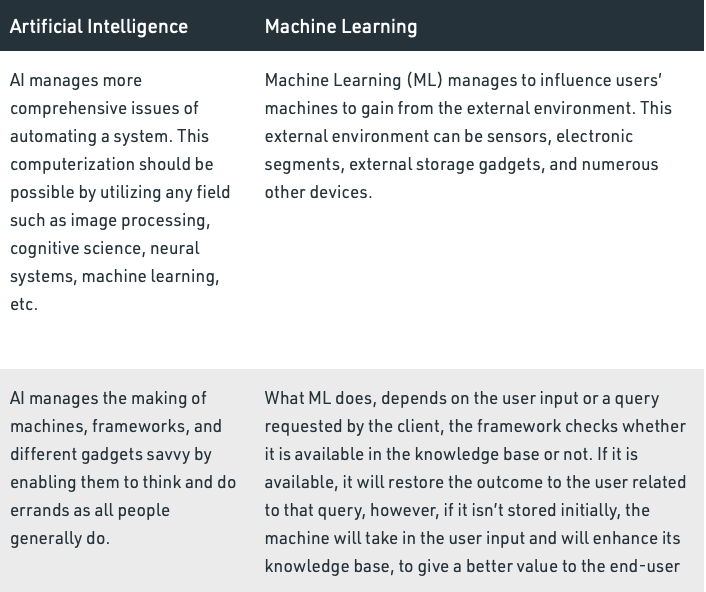 Artificial Intelligence
Machine Learning
AI manages more
comprehensive issues of
automating a system. This
computerization should be
possible by utilizing any field
such as image processing,
cognitive science, neural
systems, machine learning,
etc.
Machine Learning (ML) manages to influence users’
machines to gain from the external environment. This
external environment can be sensors, electronic
segments, external storage gadgets, and numerous
other devices.
AI manages the making of
machines, frameworks, and
different gadgets savvy by
enabling them to think and do
errands as all people
generally do.
What ML does, depends on the user input or a query
requested by the client, the framework checks whether
it is available in the knowledge base or not. If it is
available, it will restore the outcome to the user related
to that query, however, if it isn’t stored initially, the
machine will take in the user input and will enhance its
knowledge base, to give a better value to the end-user